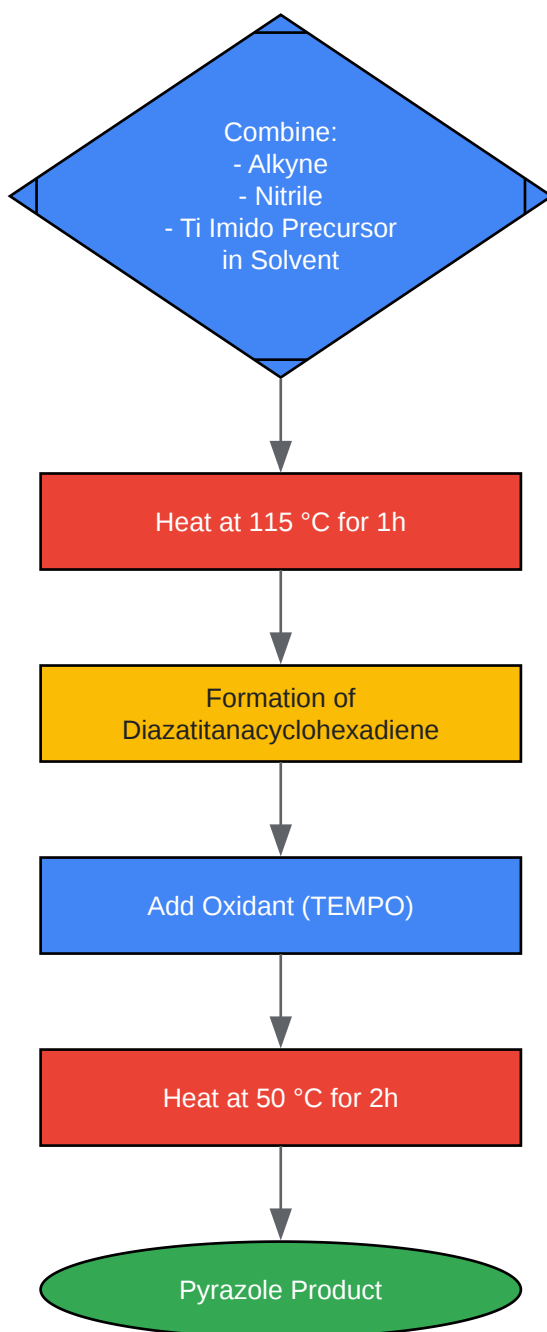 Combine:
- Alkyne
- Nitrile
- Ti Imido Precursor
in Solvent
Heat at 115 °C for 1h
Formation of
Diazatitanacyclohexadiene
Add Oxidant (TEMPO)
Heat at 50 °C for 2h
Pyrazole Product